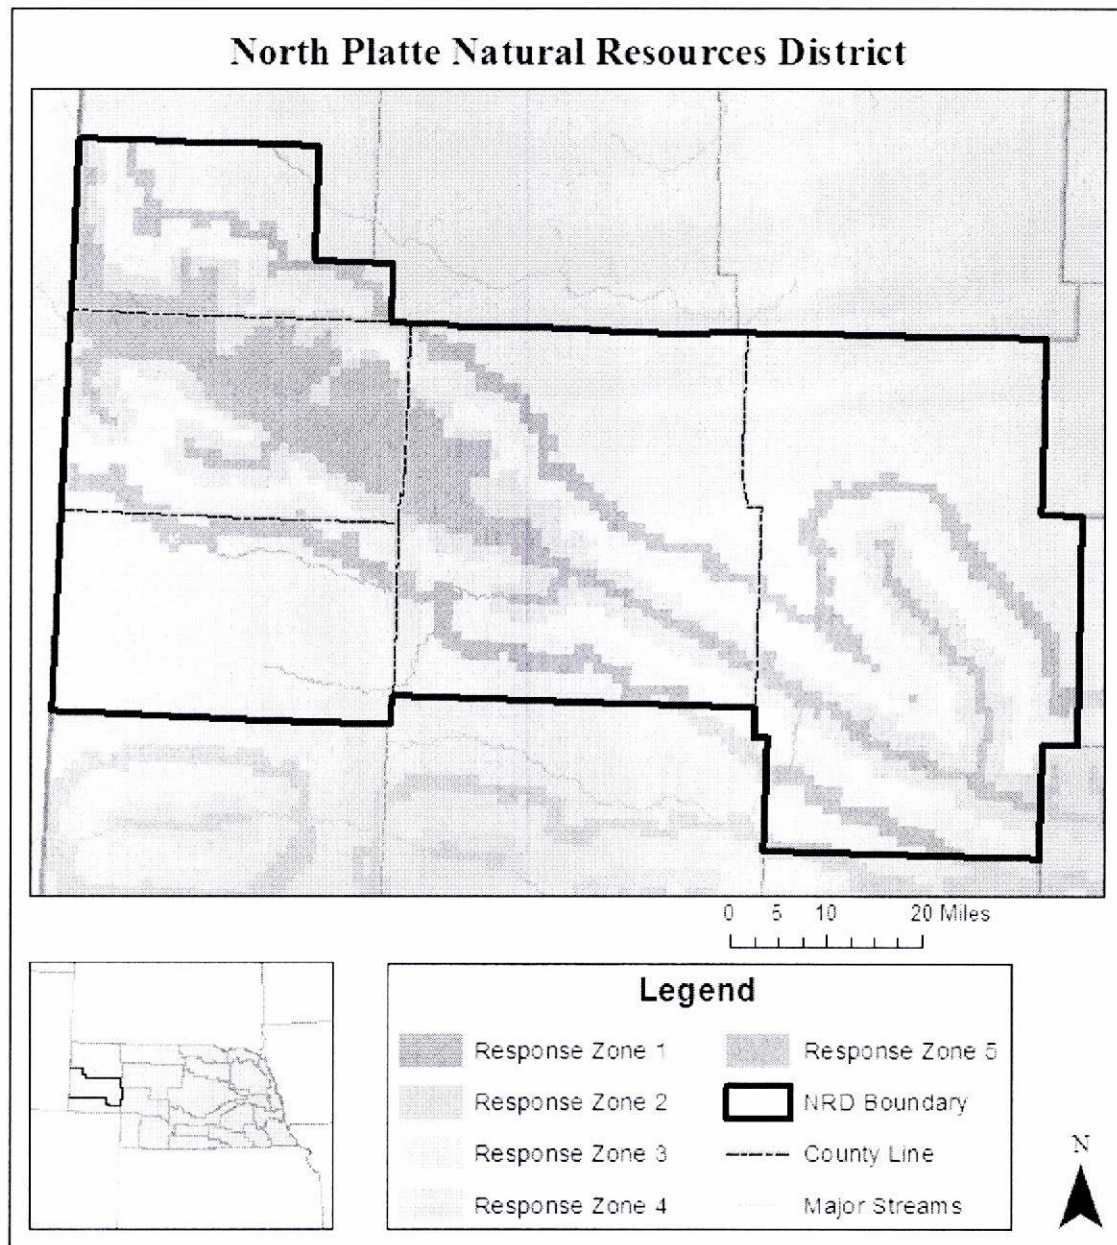 North Platte Natural Resources District
0 5 10 20 Miles
Legend
Response Zone 1
Response Zone 2
Response Zone 3
Response Zone 4
Response Zone 5
NRD Boundary
County Line
Major Streams
N